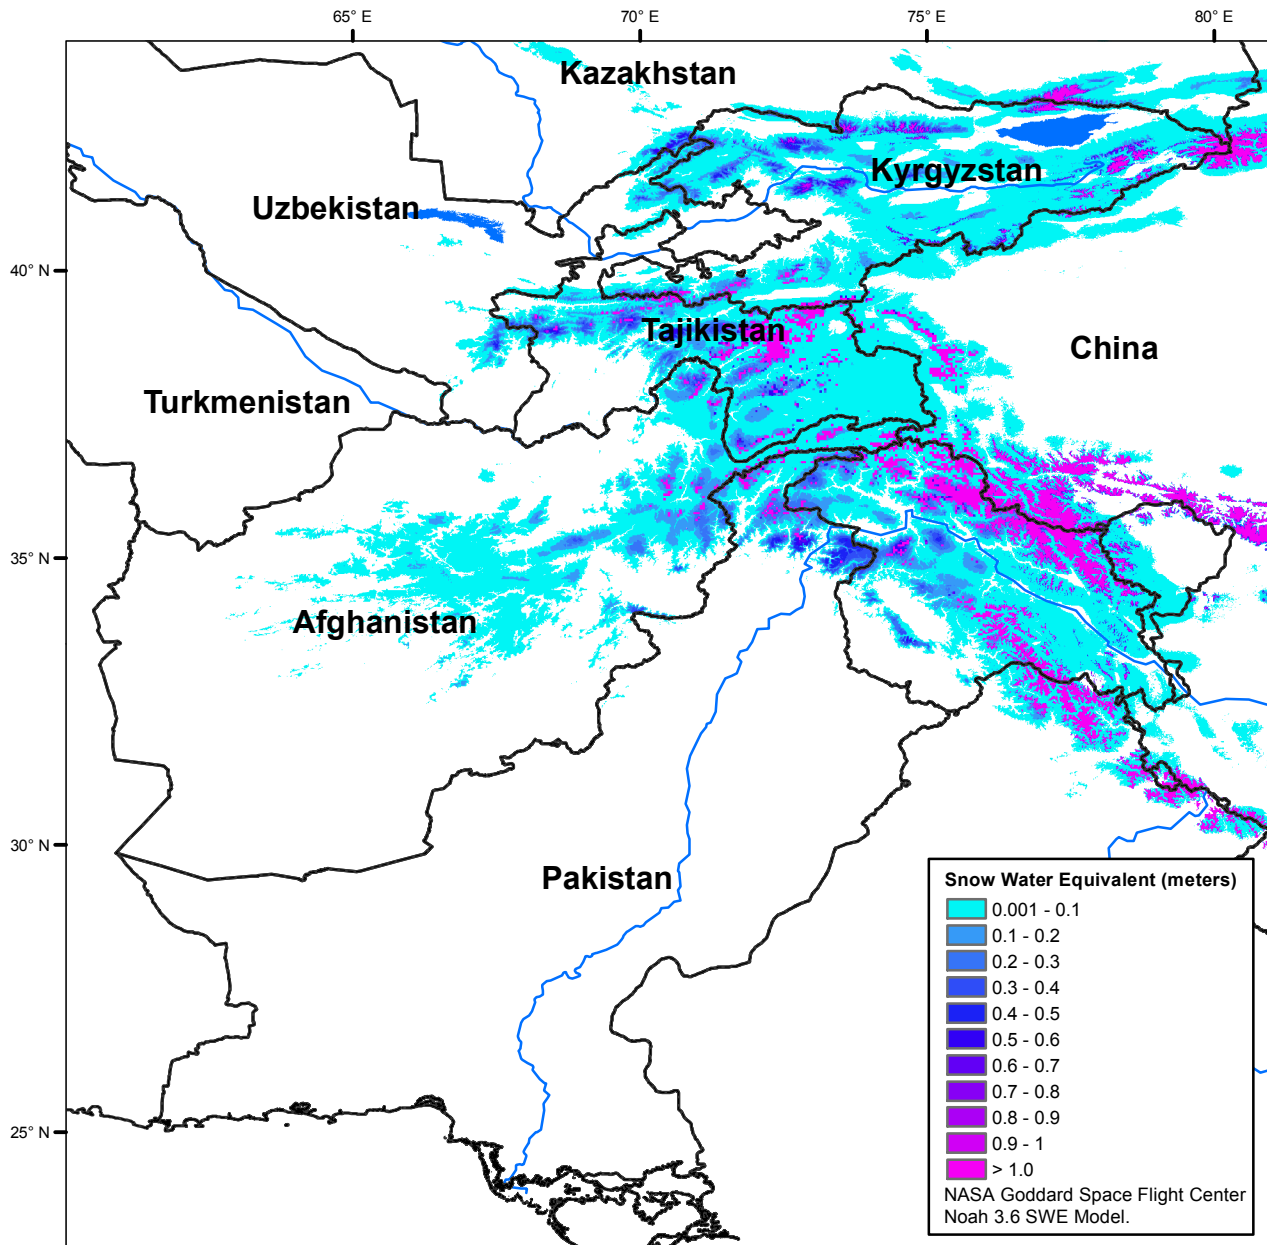 65° E
70° E
75° E
80° E
Kazakhstan
Kyrgyzstan
Uzbekistan
40° N
Tajikistan
China
Turkmenistan
35° N
Afghanistan
30° N
Pakistan
Snow Water Equivalent (meters)
0.001 - 0.1
0.1 - 0.2
0.2 - 0.3
0.3 - 0.4
0.4 - 0.5
0.5 - 0.6
0.6 - 0.7
0.7 - 0.8
0.8 - 0.9
0.9 - 1
> 1.0
NASA Goddard Space Flight Center
Noah 3.6 SWE Model.
25° N